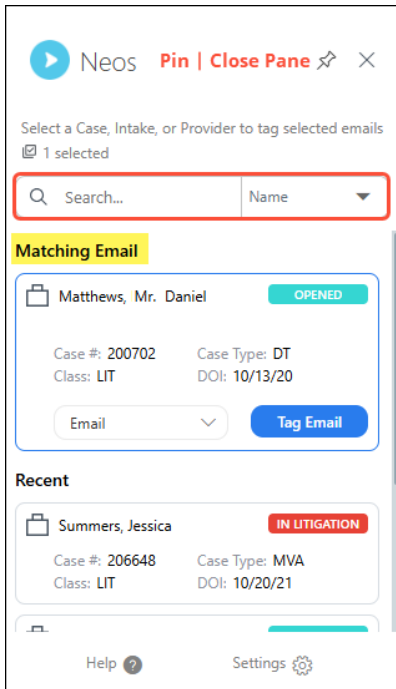 Neos Pin | Close Pane
Select a Case, Intake, or Provider to tag selected emails
1 selected
Search... Name
Matching Email
Matthews, Mr. Daniel OPENED
Case #: 200702 Case Type: DT
Class: LIT DOI: 10/13/20
Email Tag Email
Recent
Summers, Jessica IN LITIGATION
Case #: 206648 Case Type: MVA
Class: LIT DOI: 10/20/21
Help ? Settings